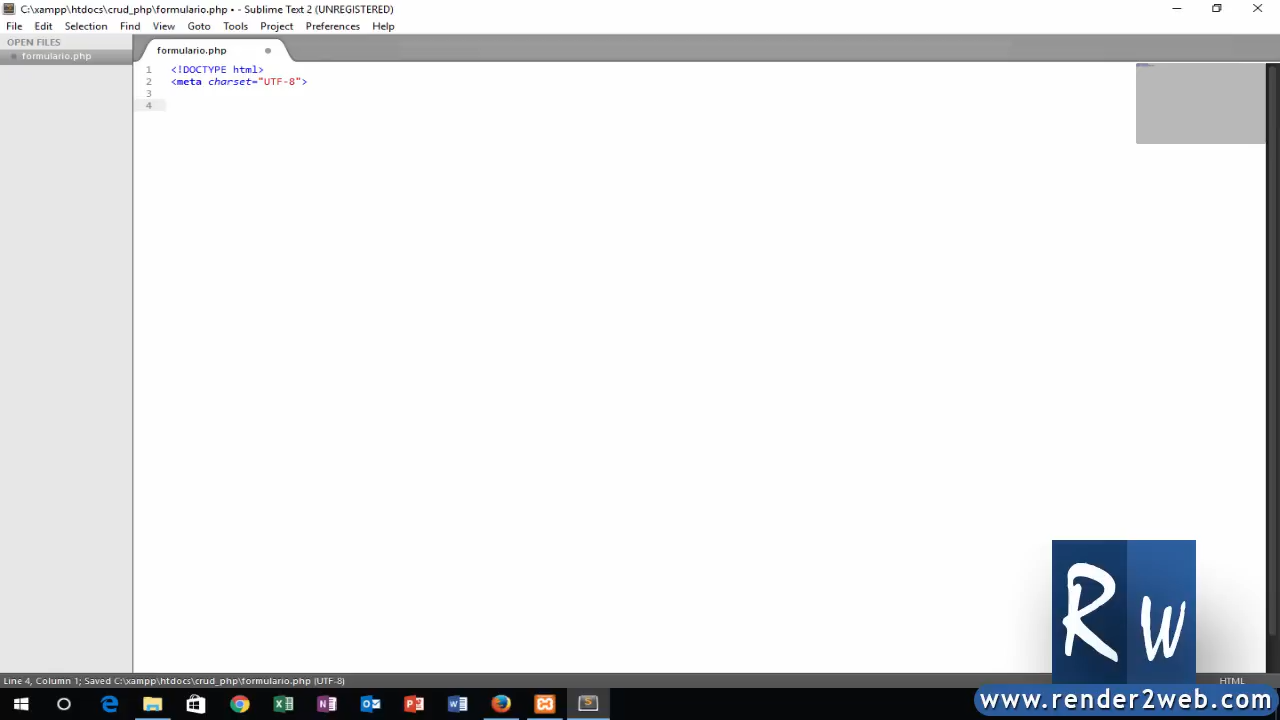 C:\xampp\htdocs\crud_php\formulario.php • - Sublime Text 2 (UNREGISTERED)
File Edit Selection Find View Goto Tools Project Preferences Help
OPEN FILES
formulario.php
formulario.php
1 <!DOCTYPE html>
2 <meta charset="UTF-8">
3
4
RW
www.render2web.com
Line 4, Column 1; Saved C:\xampp\htdocs\crud_php\formulario.php (UTF-8)
HTML